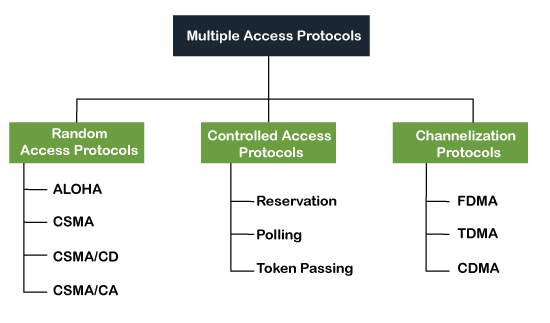 Multiple Access Protocols
Random
Access Protocols
ALOHA
CSMA
CSMA/CD
CSMA/CA
Controlled Access
Protocols
Reservation
Polling
Token Passing
Channelization
Protocols
FDMA
TDMA
CDMA